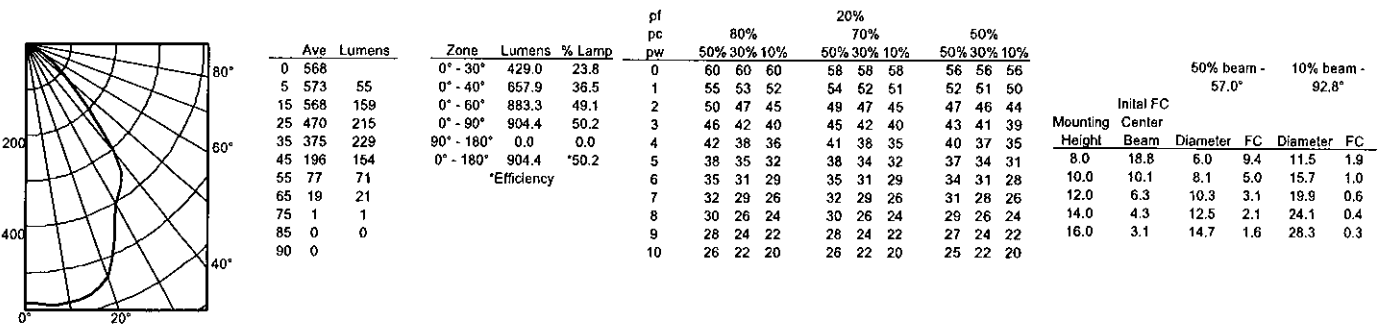 80°
60°
40°
200
400
0°
20°
Ave Lumens
0 568
5 573 55
15 568 159
25 470 215
35 375 229
45 196 154
55 77 71
65 19 21
75 1 1
85 0 0
90 0
Zone Lumens % Lamp
0° - 30° 429.0 23.8
0° - 40° 657.9 36.5
0° - 60° 883.3 49.1
0° - 90° 904.4 50.2
90° - 180° 0.0 0.0
0° - 180° 904.4 *50.2
*Efficiency
pf 20%
pc 80% 70% 50%
pw 50% 30% 10% 50% 30% 10% 50% 30% 10%
0 60 60 60 58 58 58 56 56 56
1 55 53 52 54 52 51 52 51 50
2 50 47 45 49 47 45 47 46 44
3 46 42 40 45 42 40 43 41 39
4 42 38 36 41 38 35 40 37 35
5 38 35 32 38 34 32 37 34 31
6 35 31 29 35 31 29 34 31 28
7 32 29 26 32 29 26 31 28 26
8 30 26 24 30 26 24 29 26 24
9 28 24 22 28 24 22 27 24 22
10 26 22 20 26 22 20 25 22 20
50% beam - 10% beam -
57.0° 92.8°
Inital FC
Mounting Center
Height Beam Diameter FC Diameter FC
8.0 18.8 6.0 9.4 11.5 1.9
10.0 10.1 8.1 5.0 15.7 1.0
12.0 6.3 10.3 3.1 19.9 0.6
14.0 4.3 12.5 2.1 24.1 0.4
16.0 3.1 14.7 1.6 28.3 0.3